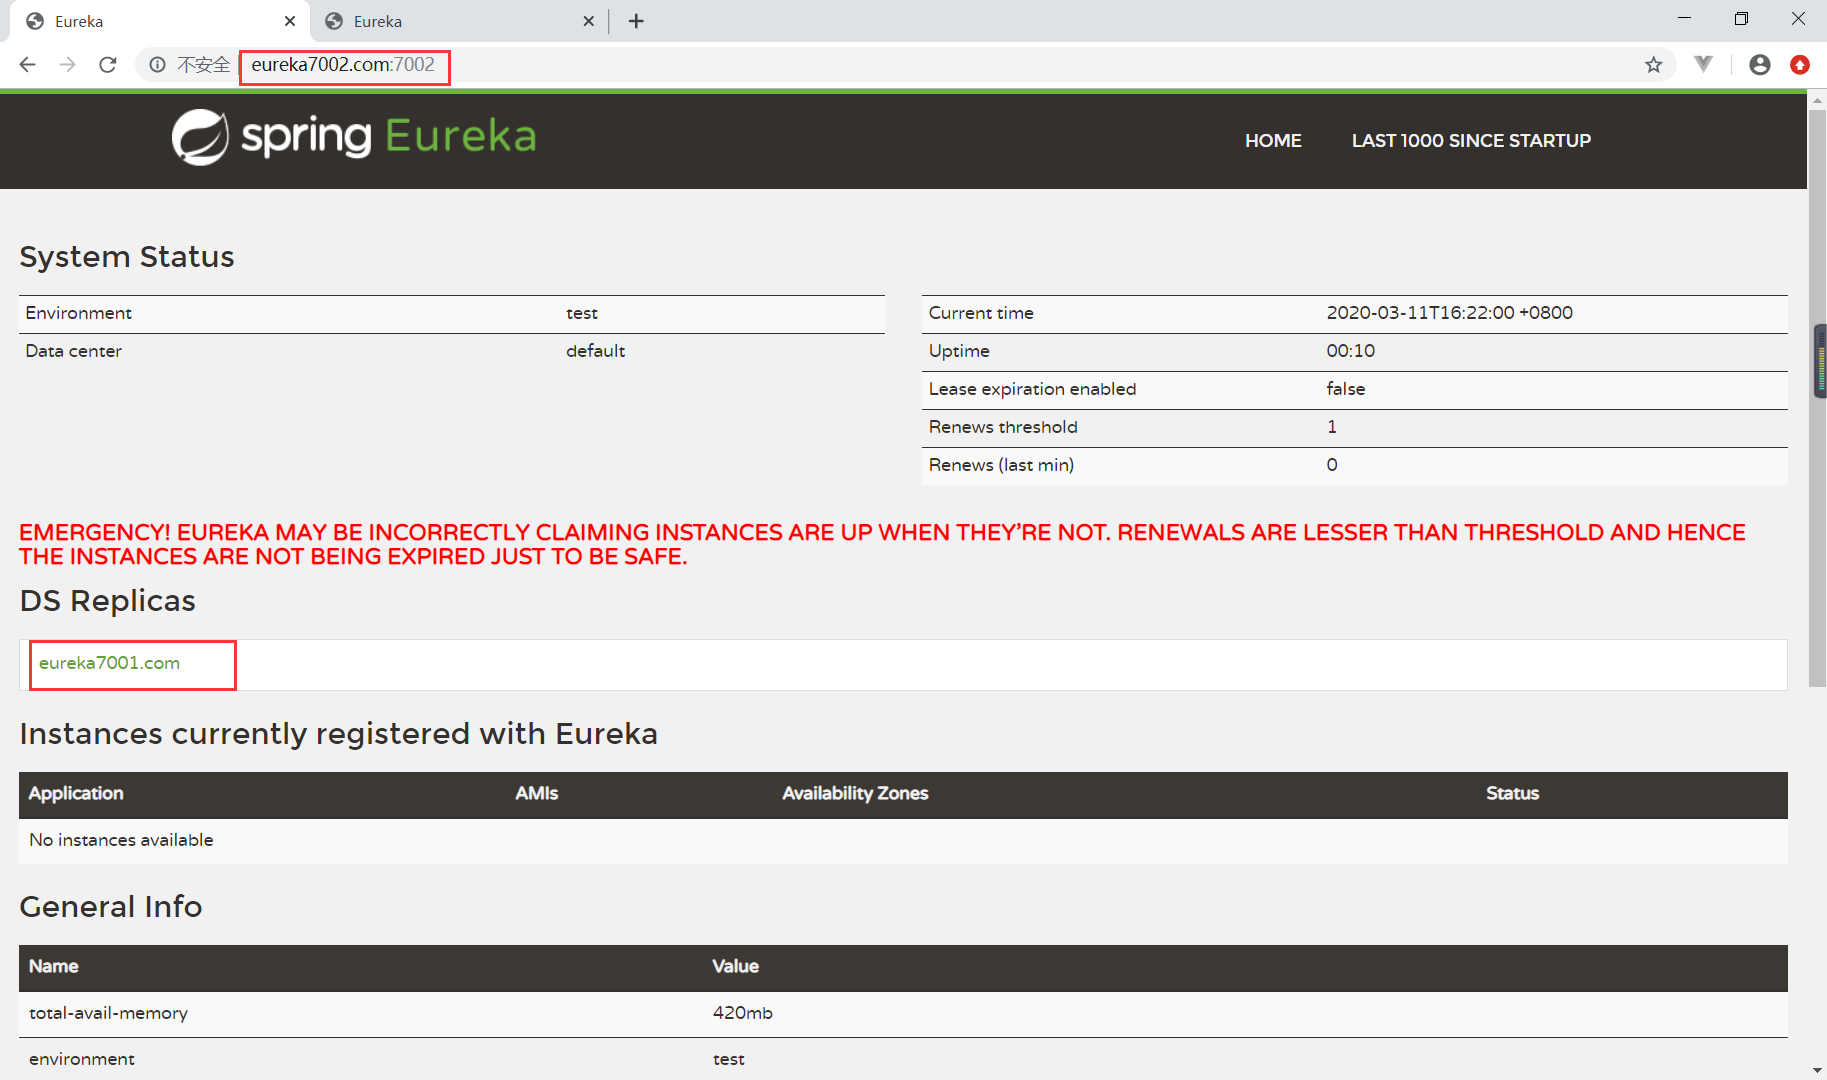 Eureka
Eureka
不安全
eureka7002.com:7002
spring Eureka
HOME
LAST 1000 SINCE STARTUP
System Status
Environment test
Data center default
Current time 2020-03-11T16:22:00 +0800
Uptime 00:10
Lease expiration enabled false
Renews threshold 1
Renews (last min) 0
EMERGENCY! EUREKA MAY BE INCORRECTLY CLAIMING INSTANCES ARE UP WHEN THEY'RE NOT. RENEWALS ARE LESSER THAN THRESHOLD AND HENCE
THE INSTANCES ARE NOT BEING EXPIRED JUST TO BE SAFE.
DS Replicas
eureka7001.com
Instances currently registered with Eureka
Application AMIs Availability Zones Status
No instances available
General Info
Name Value
total-avail-memory 420mb
environment test